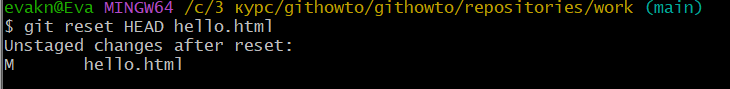 evakn@Eva MINGW64 /c/3 курс/githowto/githowto/repositories/work (main)
$ git reset HEAD hello.html
Unstaged changes after reset:
M       hello.html